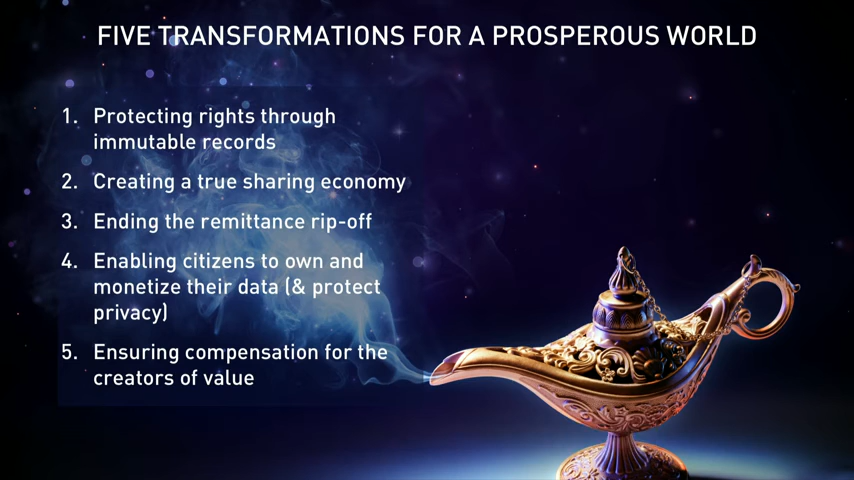 FIVE TRANSFORMATIONS FOR A PROSPEROUS WORLD
1. Protecting rights through
immutable records
2. Creating a true sharing economy
3. Ending the remittance rip-off
4. Enabling citizens to own and
monetize their data (& protect
privacy)
5. Ensuring compensation for the
creators of value